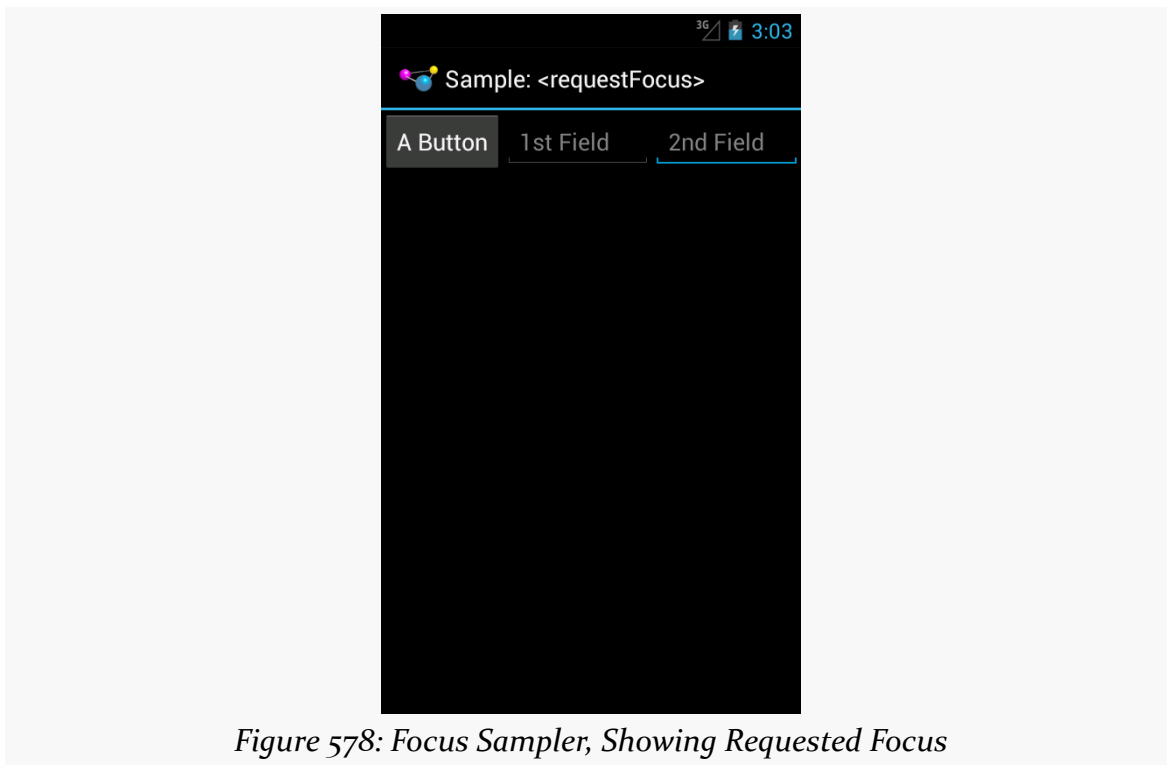 3G 3:03
Sample: <requestFocus>
A Button 1st Field 2nd Field
Figure 578: Focus Sampler, Showing Requested Focus